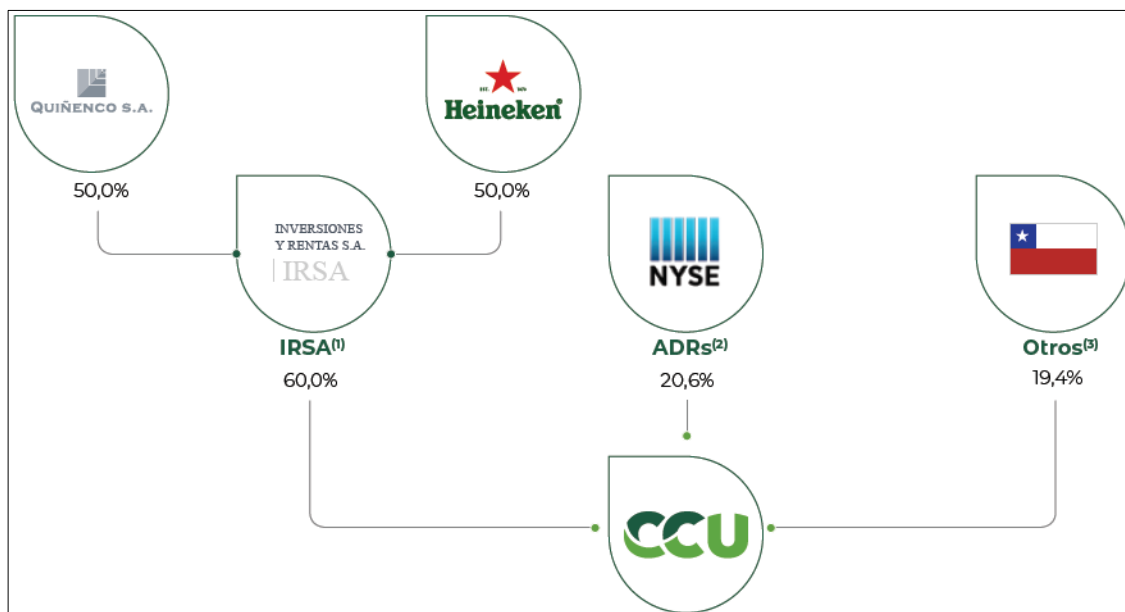 QUIÑENCO S.A.
Heineken®
50,0%
50,0%
INVERSIONES
Y RENTAS S.A.
IRSA
NYSE
IRSA(1)
ADRs(2)
Otros(3)
60,0%
20,6%
19,4%
CCU